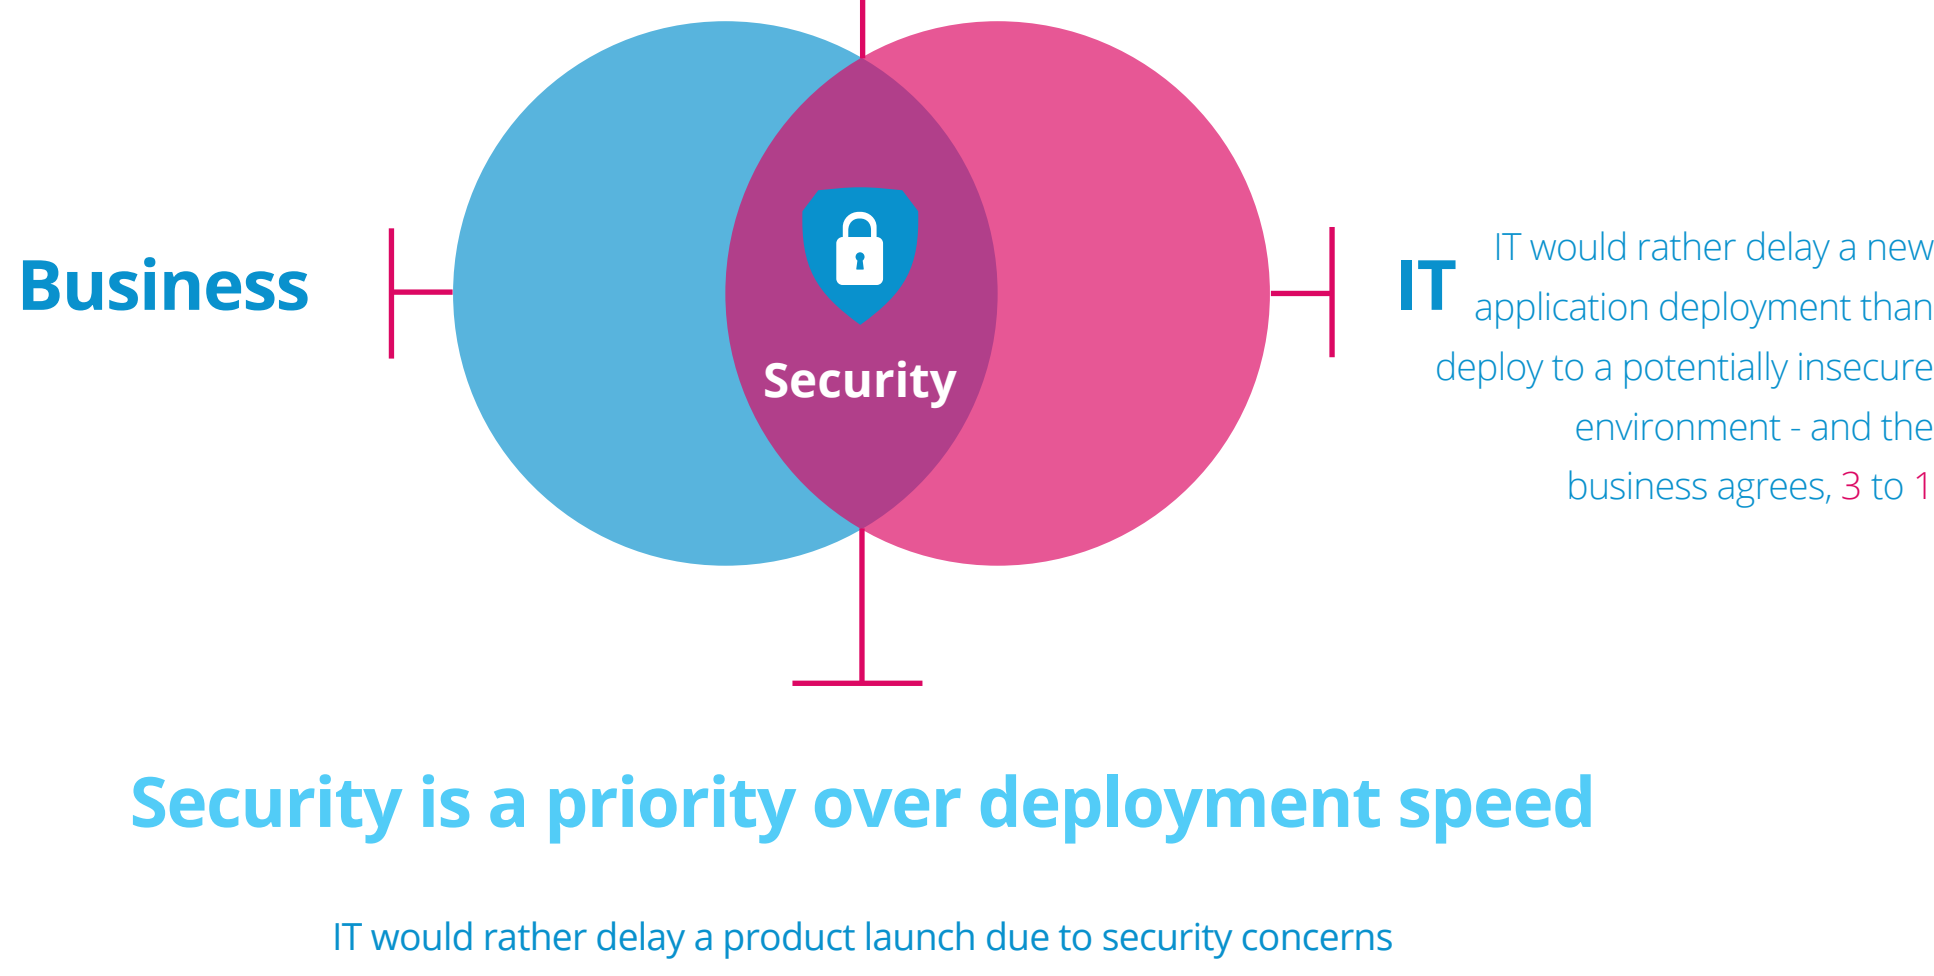 Business
Security
IT
IT would rather delay a new
application deployment than
deploy to a potentially insecure
environment - and the
business agrees, 3 to 1
Security is a priority over deployment speed
IT would rather delay a product launch due to security concerns